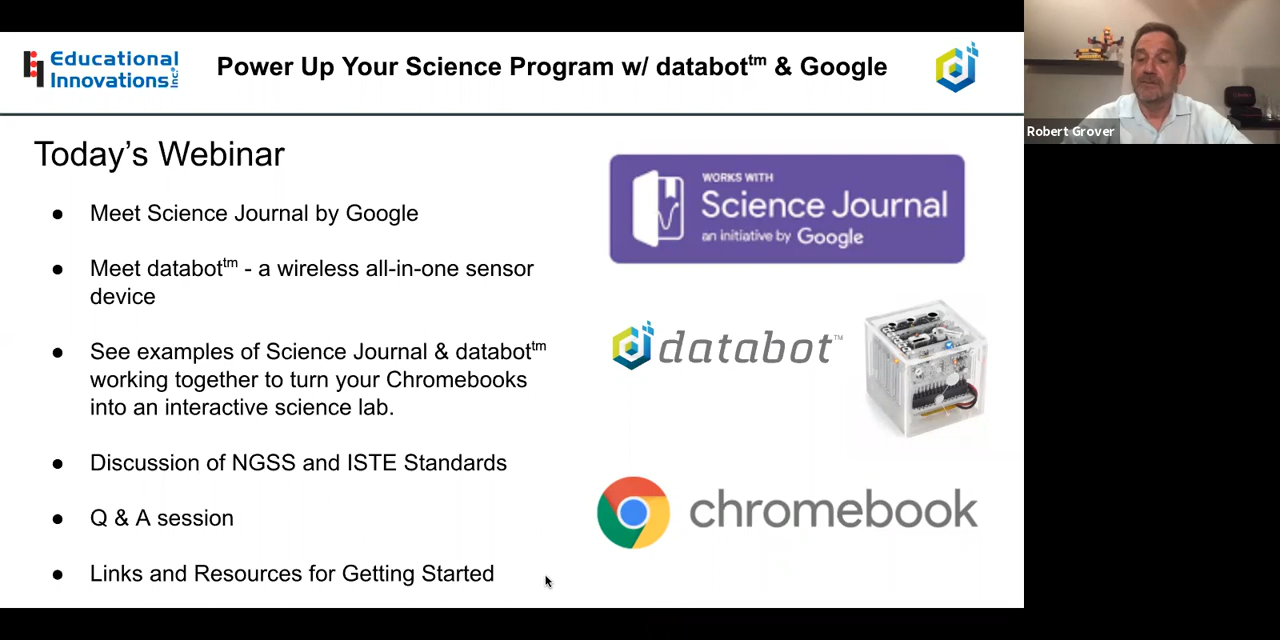 Educational
Innovations Inc®
Power Up Your Science Program w/ databot™ & Google
Today's Webinar
● Meet Science Journal by Google
● Meet databot™ - a wireless all-in-one sensor
device
● See examples of Science Journal & databot™
working together to turn your Chromebooks
into an interactive science lab.
● Discussion of NGSS and ISTE Standards
● Q & A session
● Links and Resources for Getting Started
WORKS WITH
Science Journal
an initiative by Google
databot™
chromebook
Robert Grover